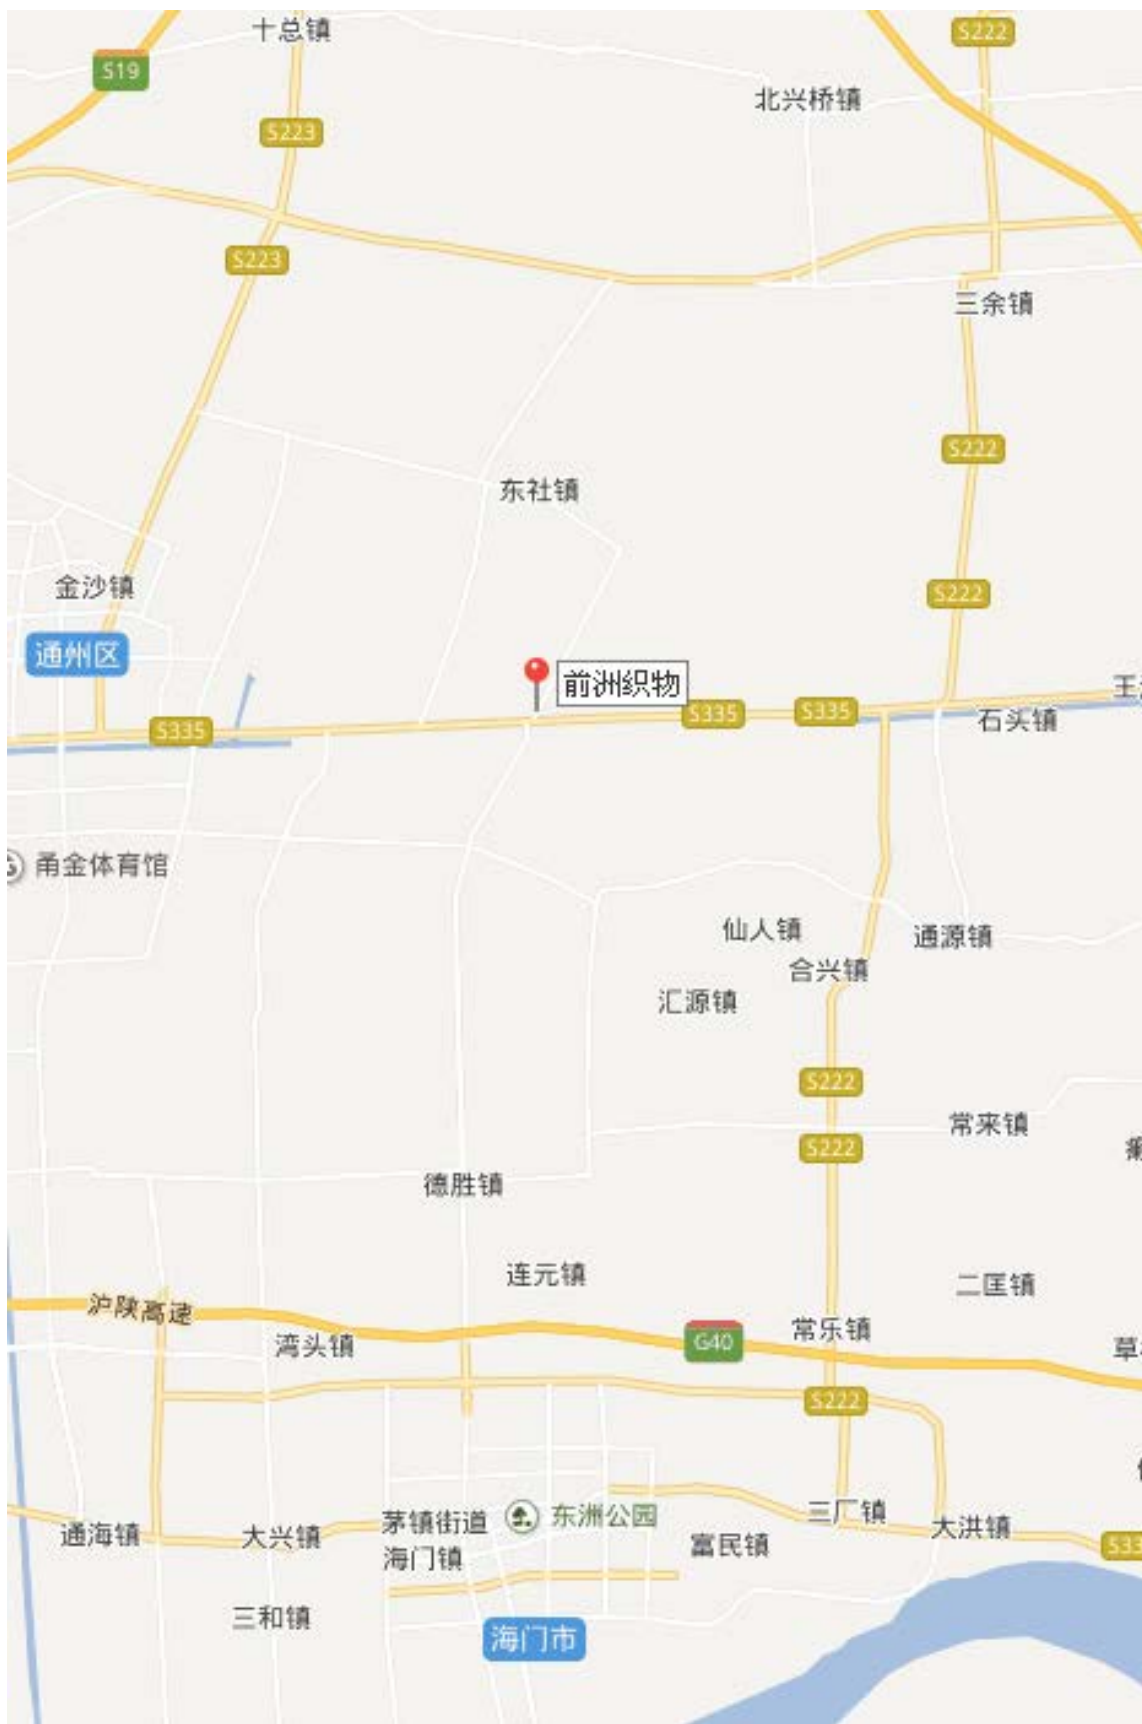 十总镇
S222
S19
北兴桥镇
S223
S223
三余镇
S222
东社镇
金沙镇
S222
通州区
前洲织物
王
S335
S335
S335
石头镇
甬金体育馆
仙人镇
通源镇
合兴镇
汇源镇
S222
常来镇
S222
德胜镇
连元镇
二匡镇
沪陕高速
常乐镇
G40
湾头镇
草
S222
三厂镇
东洲公园
茅镇街道
大洪镇
通海镇
大兴镇
富民镇
S33
海门镇
三和镇
海门市